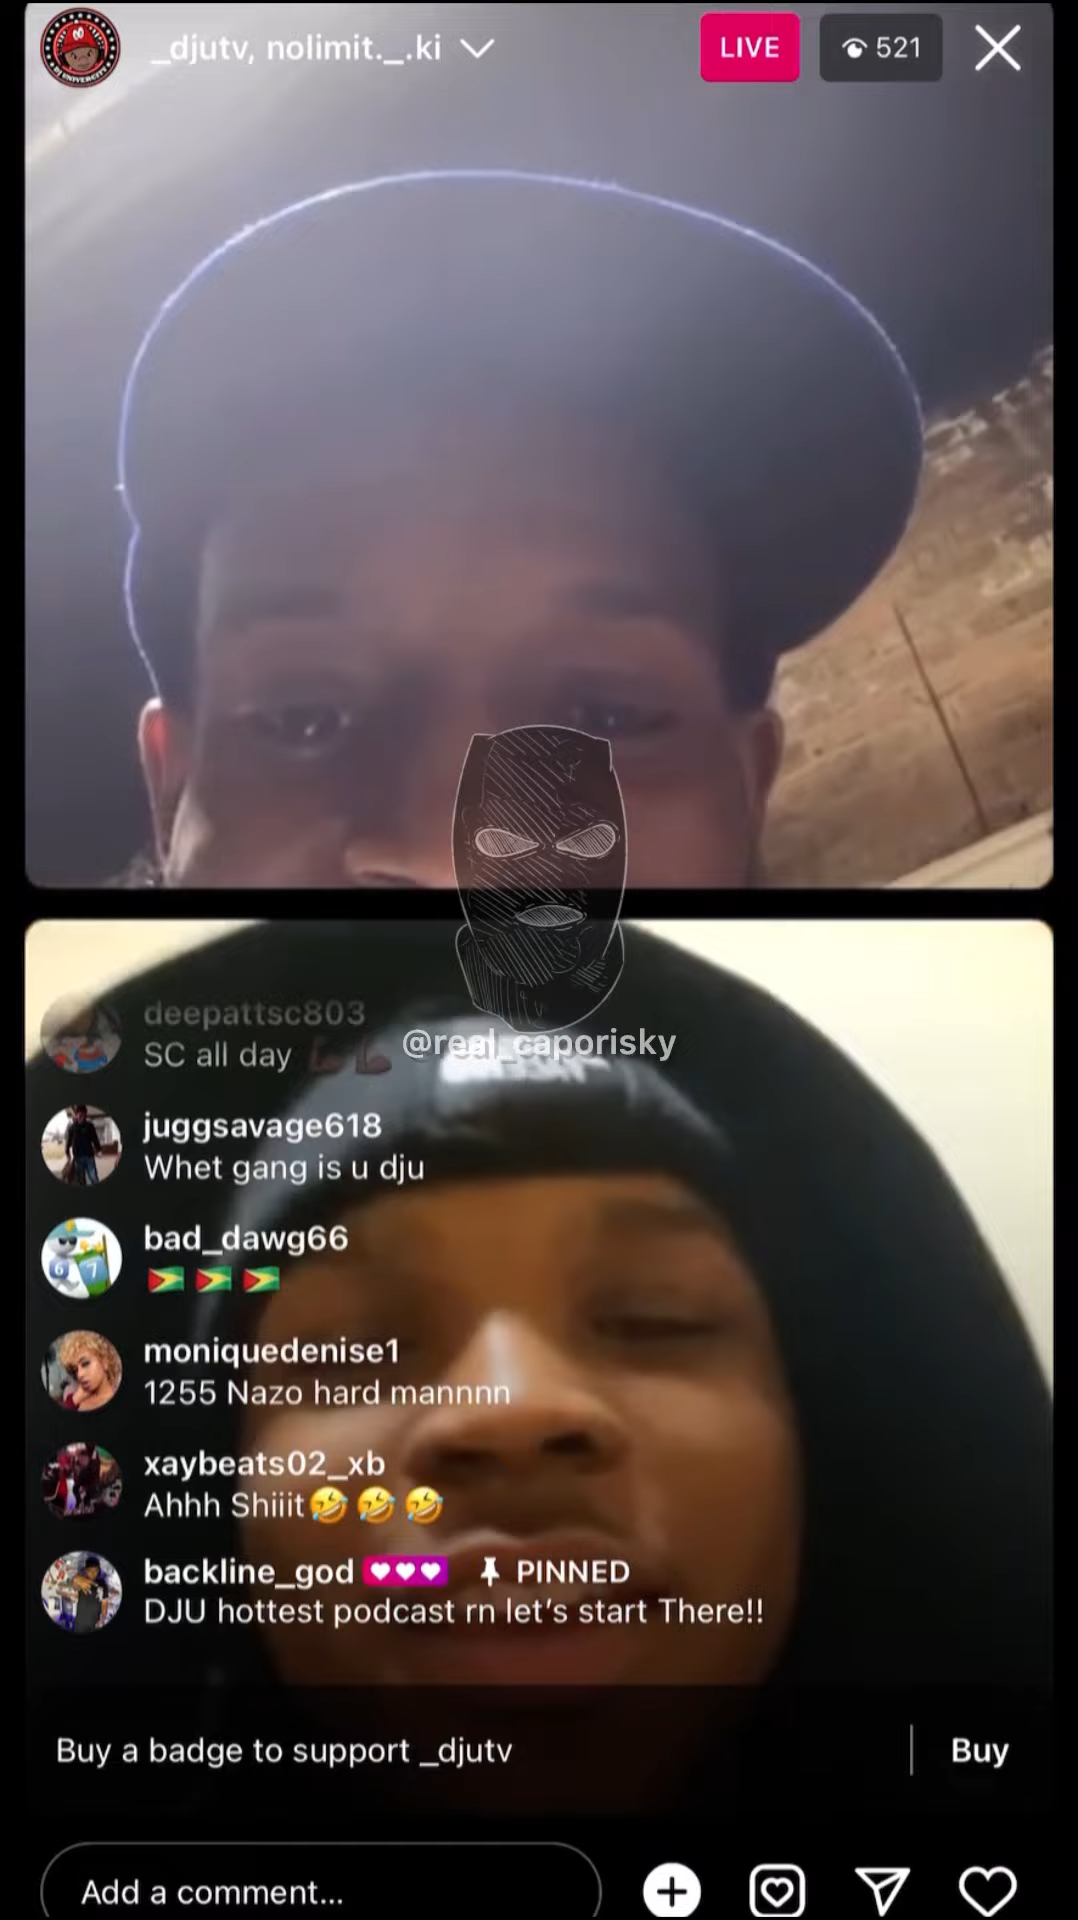 _djutv, nolimit._.ki
LIVE
521
deepattsc803
SC all day 💪🏿💪🏿
@real_caporisky
juggsavage618
Whet gang is u dju
bad_dawg66
🇬🇾🇬🇾🇬🇾
moniquedenise1
1255 Nazo hard mannnn
xaybeats02_xb
Ahhh Shiiit🤣🤣🤣
backline_god PINNED
DJU hottest podcast rn let's start There!!
Buy a badge to support _djutv
Buy
Add a comment...